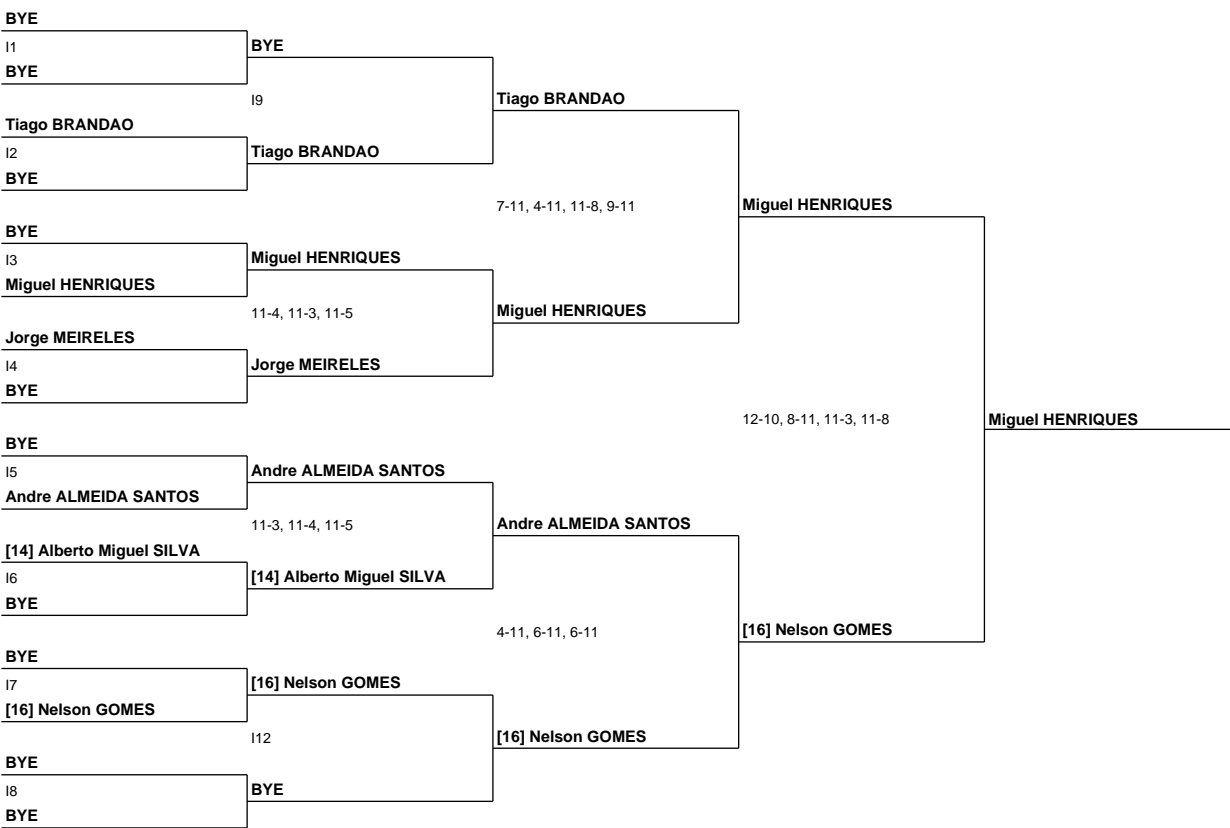 BYE
I1
BYE
BYE
I9
Tiago BRANDAO
Tiago BRANDAO
I2
Tiago BRANDAO
BYE
7-11, 4-11, 11-8, 9-11
Miguel HENRIQUES
BYE
I3
Miguel HENRIQUES
Miguel HENRIQUES
11-4, 11-3, 11-5
Miguel HENRIQUES
Jorge MEIRELES
I4
Jorge MEIRELES
BYE
12-10, 8-11, 11-3, 11-8
Miguel HENRIQUES
BYE
I5
Andre ALMEIDA SANTOS
Andre ALMEIDA SANTOS
11-3, 11-4, 11-5
Andre ALMEIDA SANTOS
[14] Alberto Miguel SILVA
I6
[14] Alberto Miguel SILVA
BYE
4-11, 6-11, 6-11
[16] Nelson GOMES
BYE
I7
[16] Nelson GOMES
[16] Nelson GOMES
I12
[16] Nelson GOMES
BYE
I8
BYE
BYE